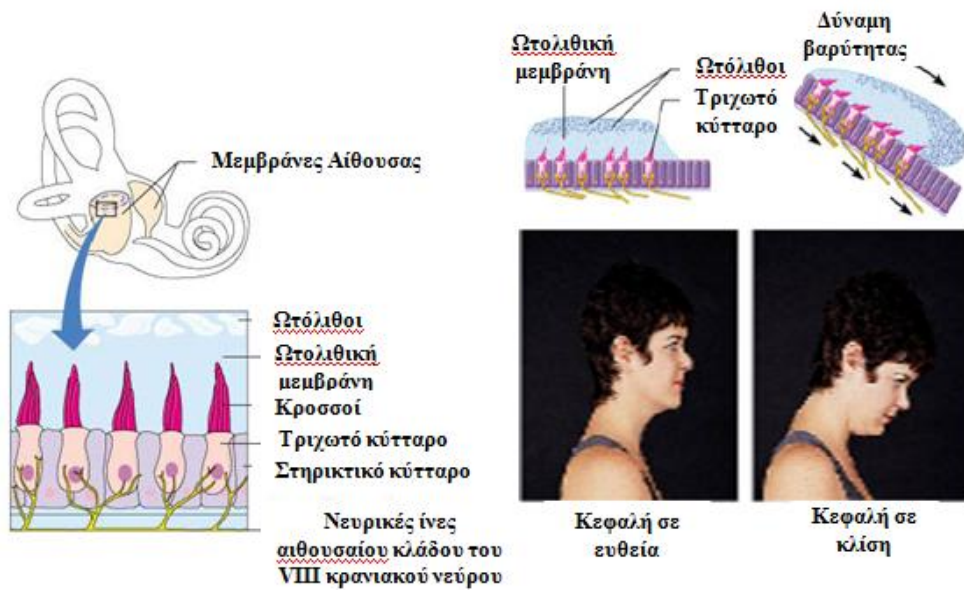 Μεμβράνες Αίθουσας
Ωτόλιθοι
Ωτολιθική
μεμβράνη
Κροσσοί
Τριχωτό κύτταρο
Στηρικτικό κύτταρο
Νευρικές ίνες
αιθουσαίου κλάδου του
VIII κρανιακού νεύρου
Ωτολιθική
μεμβράνη
Ωτόλιθοι
Τριχωτό
κύτταρο
Δύναμη
βαρύτητας
Κεφαλή σε
ευθεία
Κεφαλή σε
κλίση